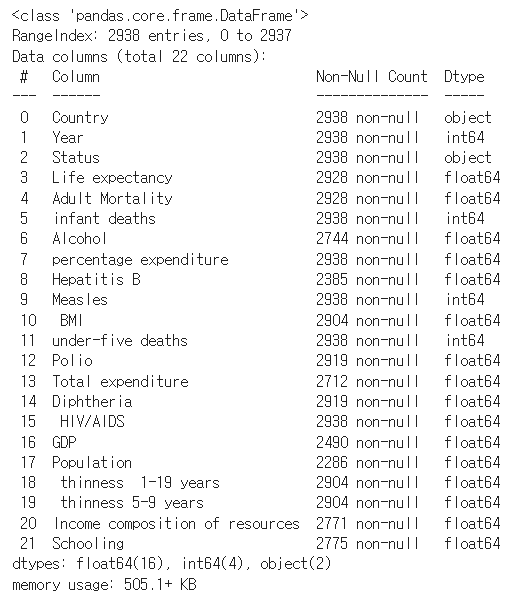 <class 'pandas.core.frame.DataFrame'>
RangeIndex: 2938 entries, 0 to 2937
Data columns (total 22 columns):
 #   Column                           Non-Null Count  Dtype
---  ------                           --------------  -----
 0   Country                          2938 non-null   object
 1   Year                             2938 non-null   int64
 2   Status                           2938 non-null   object
 3   Life expectancy                  2928 non-null   float64
 4   Adult Mortality                  2928 non-null   float64
 5   infant deaths                    2938 non-null   int64
 6   Alcohol                          2744 non-null   float64
 7   percentage expenditure           2938 non-null   float64
 8   Hepatitis B                      2385 non-null   float64
 9   Measles                          2938 non-null   int64
 10   BMI                             2904 non-null   float64
 11  under-five deaths                2938 non-null   int64
 12  Polio                            2919 non-null   float64
 13  Total expenditure                2712 non-null   float64
 14  Diphtheria                       2919 non-null   float64
 15   HIV/AIDS                        2938 non-null   float64
 16  GDP                              2490 non-null   float64
 17  Population                       2286 non-null   float64
 18   thinness  1-19 years            2904 non-null   float64
 19   thinness 5-9 years              2904 non-null   float64
 20  Income composition of resources  2771 non-null   float64
 21  Schooling                        2775 non-null   float64
dtypes: float64(16), int64(4), object(2)
memory usage: 505.1+ KB